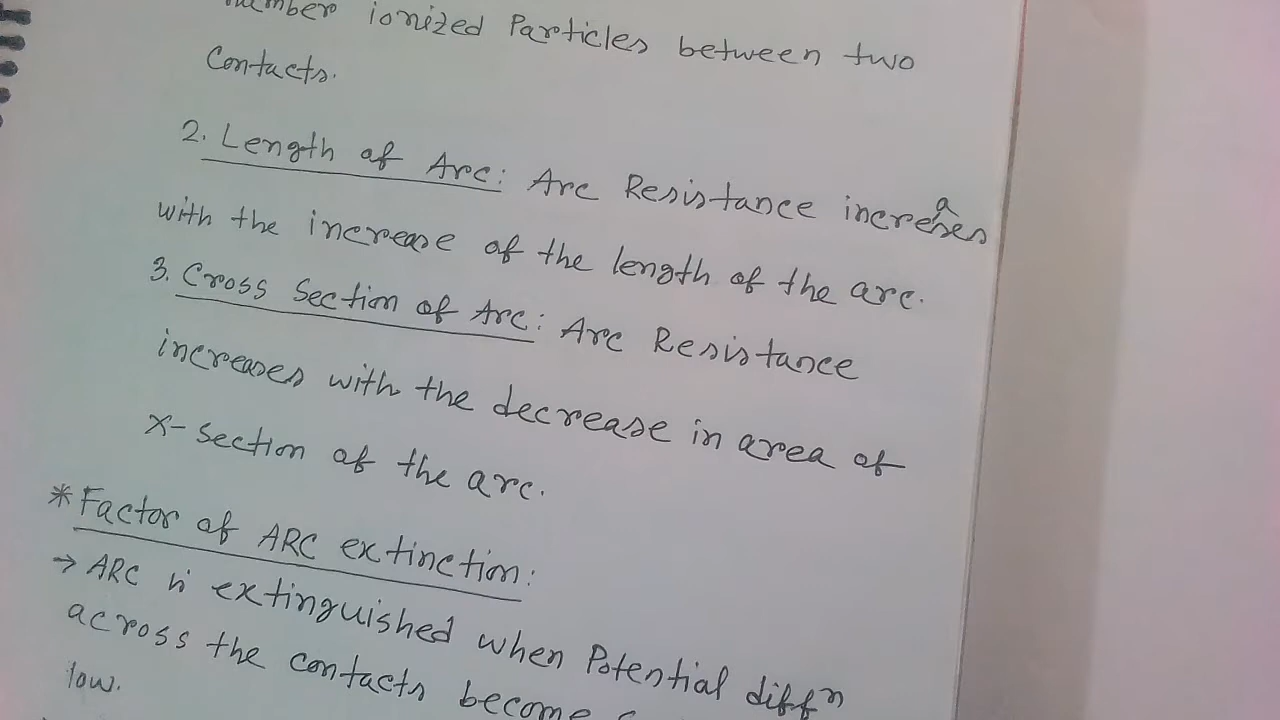 number ionized Particles between two
Contacts.
2. Length of Arc: Arc Resistance increases
with the increase of the length of the arc.
3. Cross Section of Arc: Arc Resistance
increases with the decrease in area of
x-section of the arc.
*Factor of ARC extinction:
→ ARC is extinguished when Potential diffn
across the contacts become
low.